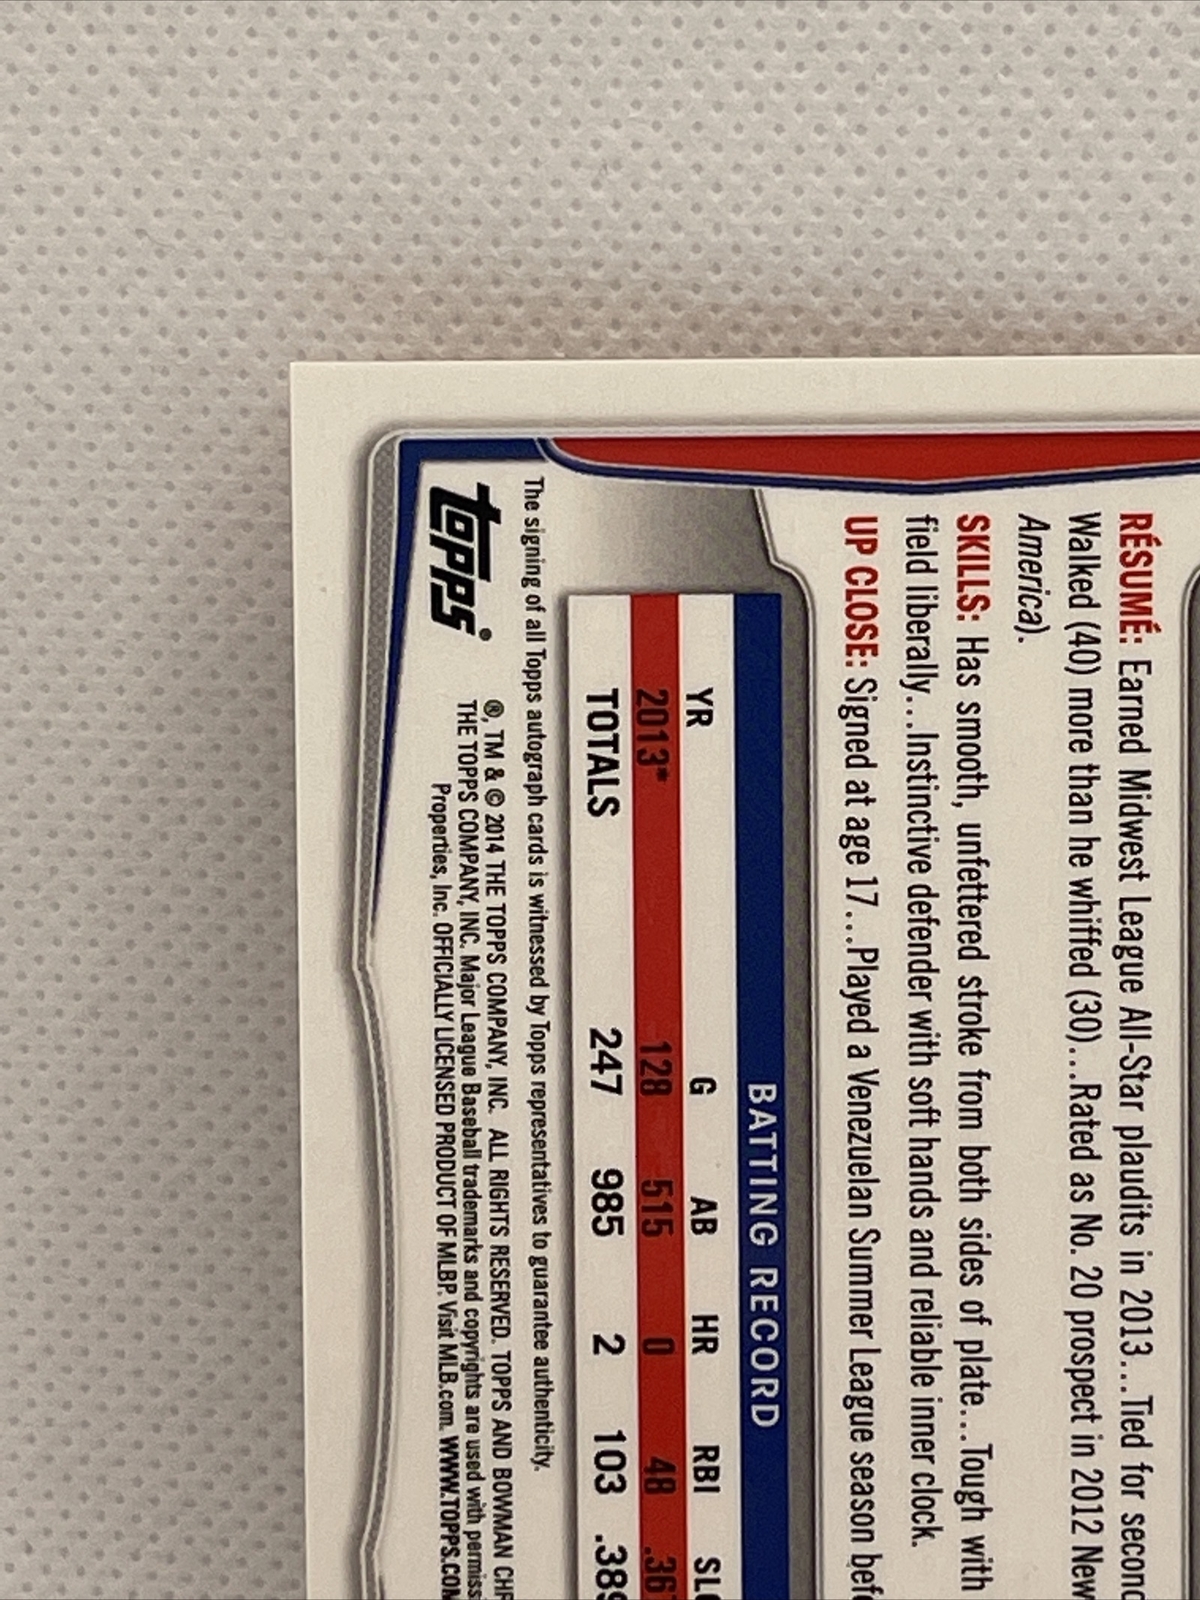 RÉSUMÉ: Earned Midwest League All-Star plaudits in 2013...Tied for second
Walked (40) more than he whiffed (30)...Rated as No. 20 prospect in 2012 New
America).
SKILLS: Has smooth, unfettered stroke from both sides of plate...Tough with
field liberally...Instinctive defender with soft hands and reliable inner clock.
UP CLOSE: Signed at age 17...Played a Venezuelan Summer League season bef
BATTING RECORD
YR G AB HR RBI SL
2013* 128 515 0 48 .36
TOTALS 247 985 2 103 .389
The signing of all Topps autograph cards is witnessed by Topps representatives to guarantee authenticity.
topps®
®, TM & © 2014 THE TOPPS COMPANY, INC. ALL RIGHTS RESERVED. TOPPS AND BOWMAN CHR
THE TOPPS COMPANY, INC. Major League Baseball trademarks and copyrights are used with permiss
Properties, Inc. OFFICIALLY LICENSED PRODUCT OF MLBP. Visit MLB.com. WWW.TOPPS.COM